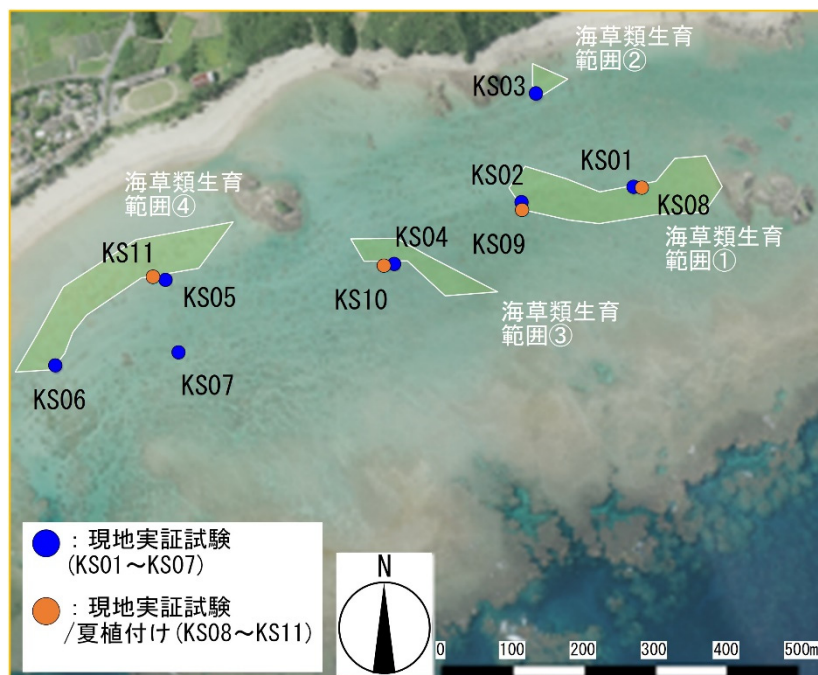 海草類生育
範囲②
KS03
KS02
KS01
海草類生育
範囲④
KS04
KS09
KS08
海草類生育
範囲①
KS11
KS05
KS10
海草類生育
範囲③
KS06
KS07
：現地実証試験
(KS01～KS07)
：現地実証試験
/夏植付け(KS08～KS11)
N
0 100 200 300 400 500m